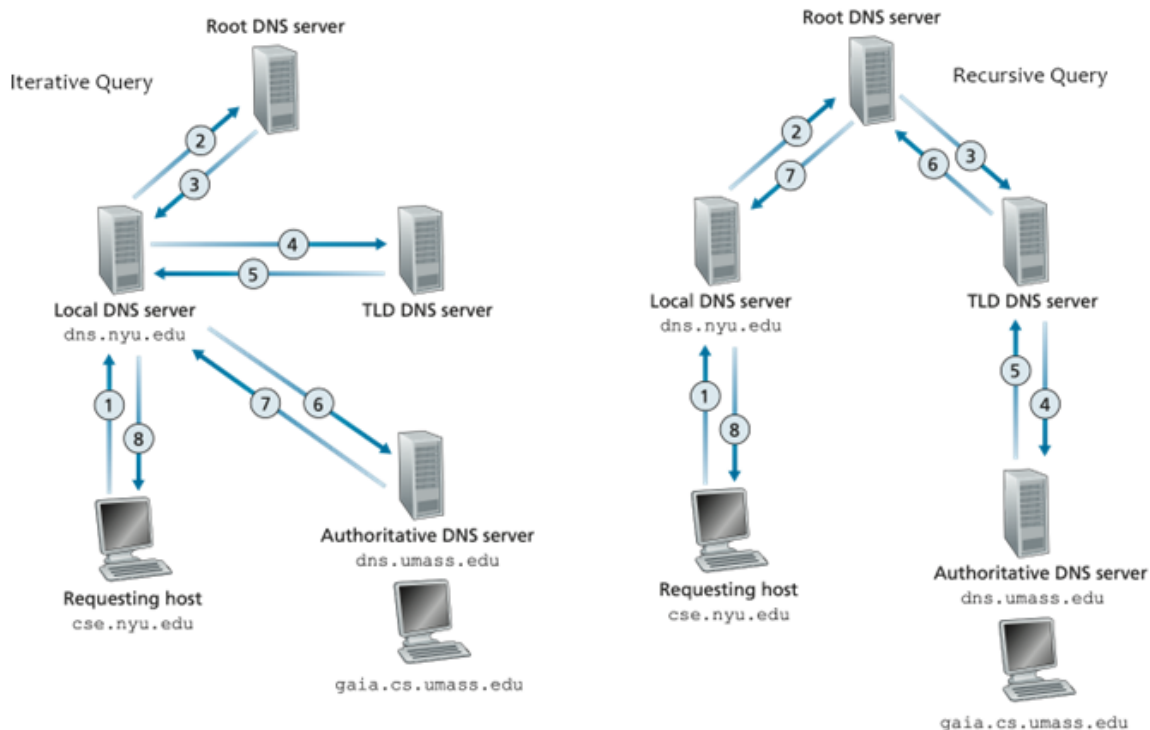 Root DNS server
Iterative Query
2
3
4
5
Local DNS server
dns.nyu.edu
TLD DNS server
1
8
7
6
Requesting host
cse.nyu.edu
Authoritative DNS server
dns.umass.edu
gaia.cs.umass.edu
Root DNS server
Recursive Query
2
7
6
3
Local DNS server
dns.nyu.edu
TLD DNS server
1
8
5
4
Requesting host
cse.nyu.edu
Authoritative DNS server
dns.umass.edu
gaia.cs.umass.edu